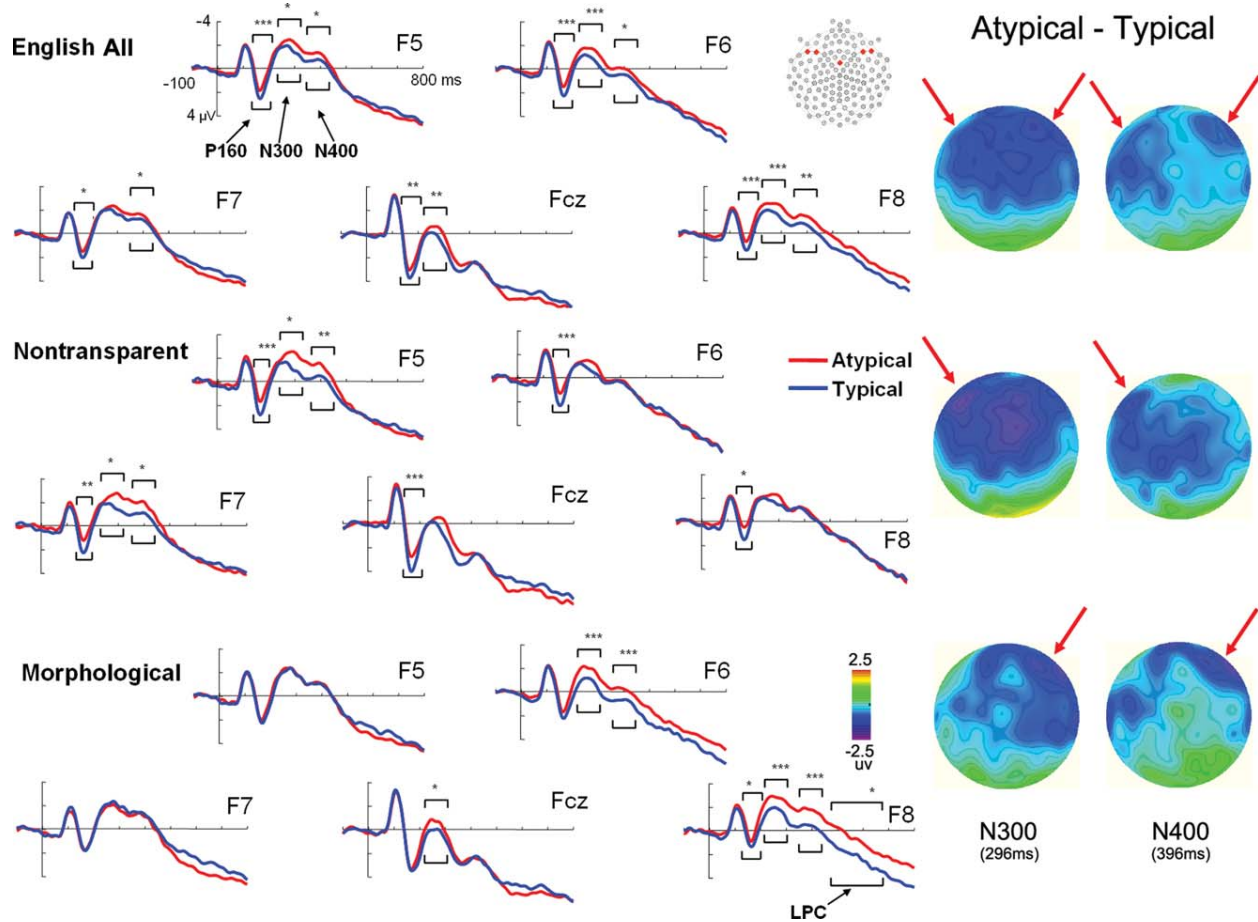 English All
-4
***
*
*
F5
-100
800 ms
4 µV
P160
N300
N400
***
***
*
F6
Atypical - Typical
*
*
F7
**
**
Fcz
***
***
**
F8
Nontransparent
***
*
**
F5
***
F6
Atypical
Typical
**
*
*
F7
***
Fcz
*
F8
Morphological
F5
***
***
F6
2.5
-2.5
uv
F7
*
Fcz
*
***
***
*
F8
LPC
N300
(296ms)
N400
(396ms)